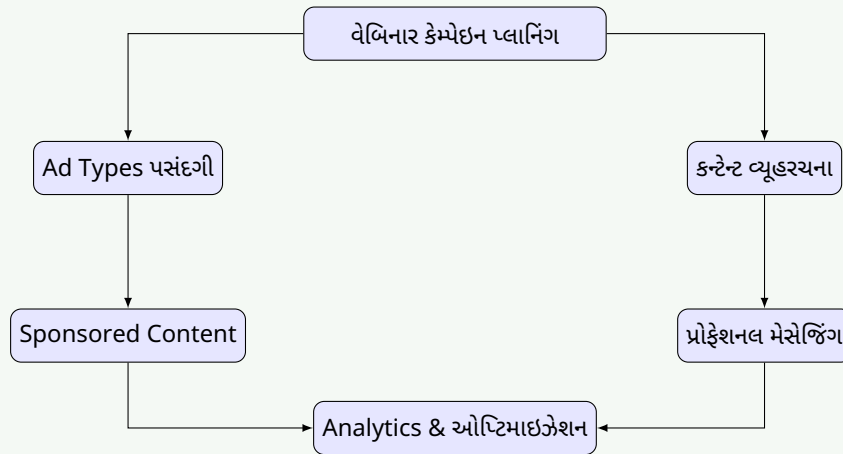 વેબિનાર કેમ્પેઇન પ્લાનિંગ
Ad Types પસંદગી
કન્ટેન્ટ વ્યૂહરચના
Sponsored Content
પ્રોફેશનલ મેસેજિંગ
Analytics & ઓપ્ટિમાઇઝેશન